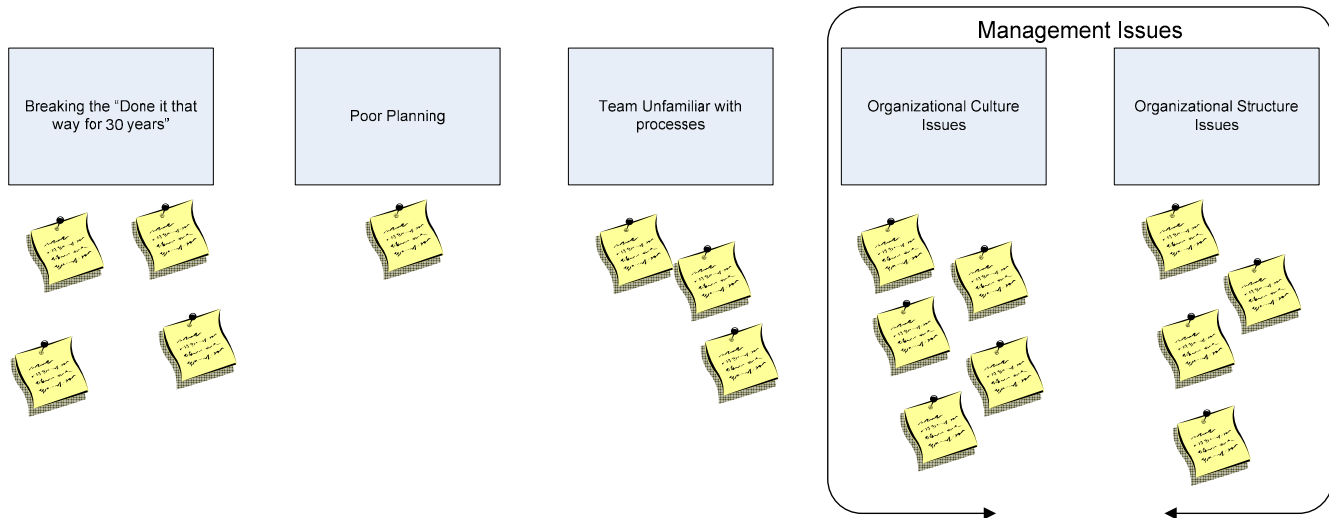 Management Issues
Breaking the “Done it that
way for 30 years”
Poor Planning
Team Unfamiliar with
processes
Organizational Culture
Issues
Organizational Structure
Issues